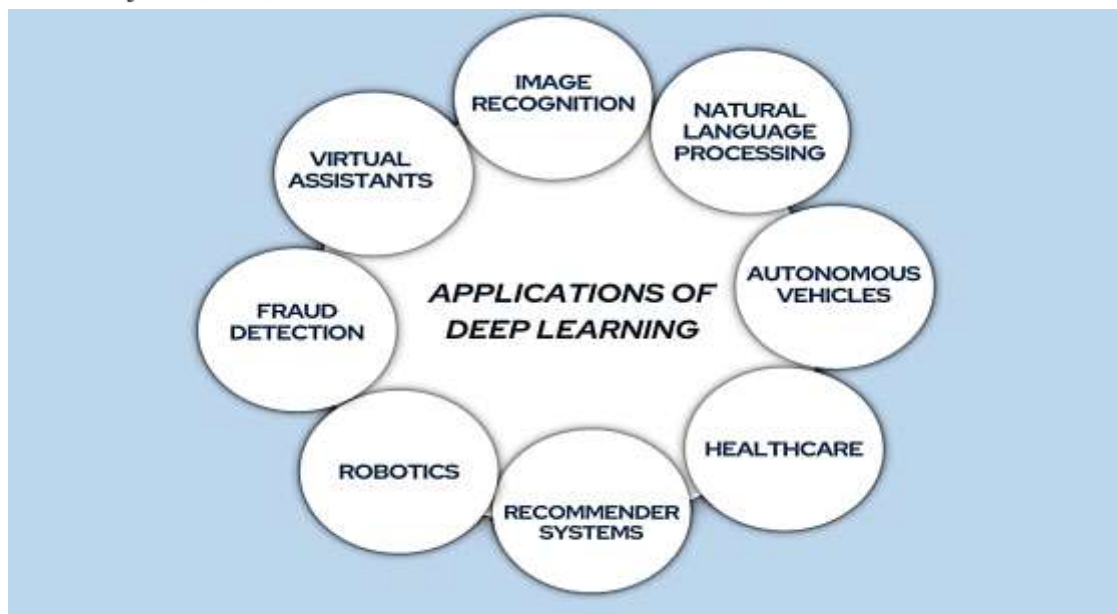 IMAGE
RECOGNITION
NATURAL
LANGUAGE
PROCESSING
AUTONOMOUS
VEHICLES
HEALTHCARE
RECOMMENDER
SYSTEMS
ROBOTICS
FRAUD
DETECTION
VIRTUAL
ASSISTANTS
APPLICATIONS OF
DEEP LEARNING